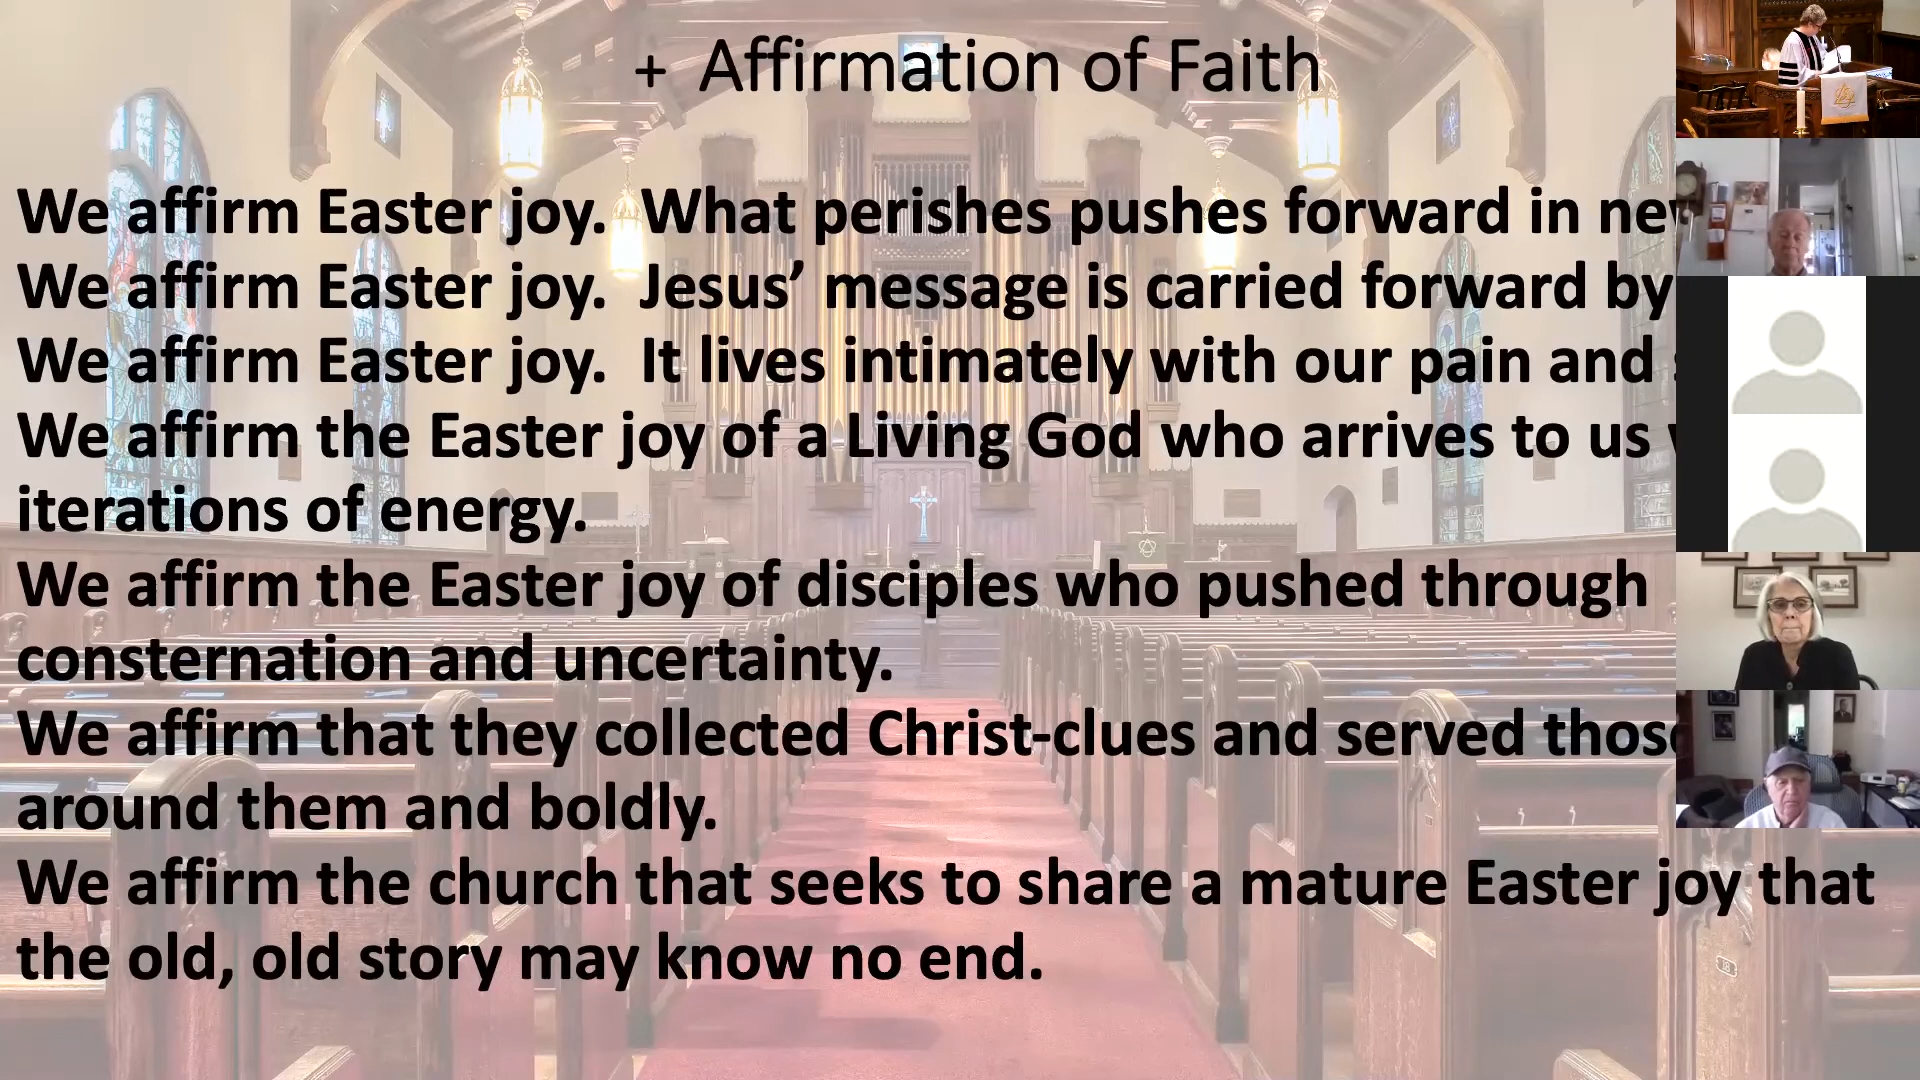 + Affirmation of Faith
We affirm Easter joy. What perishes pushes forward in
We affirm Easter joy. Jesus’ message is carried forward by
We affirm Easter joy. It lives intimately with our pain and
We affirm the Easter joy of a Living God who arrives to us
iterations of energy.
We affirm the Easter joy of disciples who pushed through
consternation and uncertainty.
We affirm that they collected Christ-clues and served those
around them and boldly.
We affirm the church that seeks to share a mature Easter joy that
the old, old story may know no end.